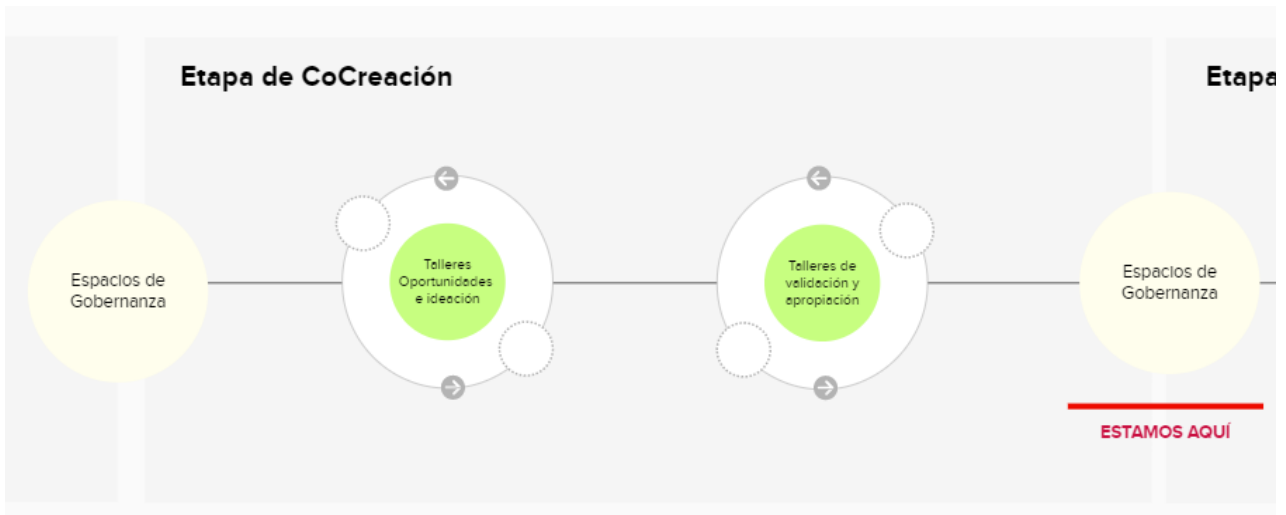 Etapa de CoCreación
Etapa
Espacios de
Gobernanza
Talleres
Oportunidades
e ideación
Talleres de
validación y
apropiación
Espacios de
Gobernanza
ESTAMOS AQUÍ